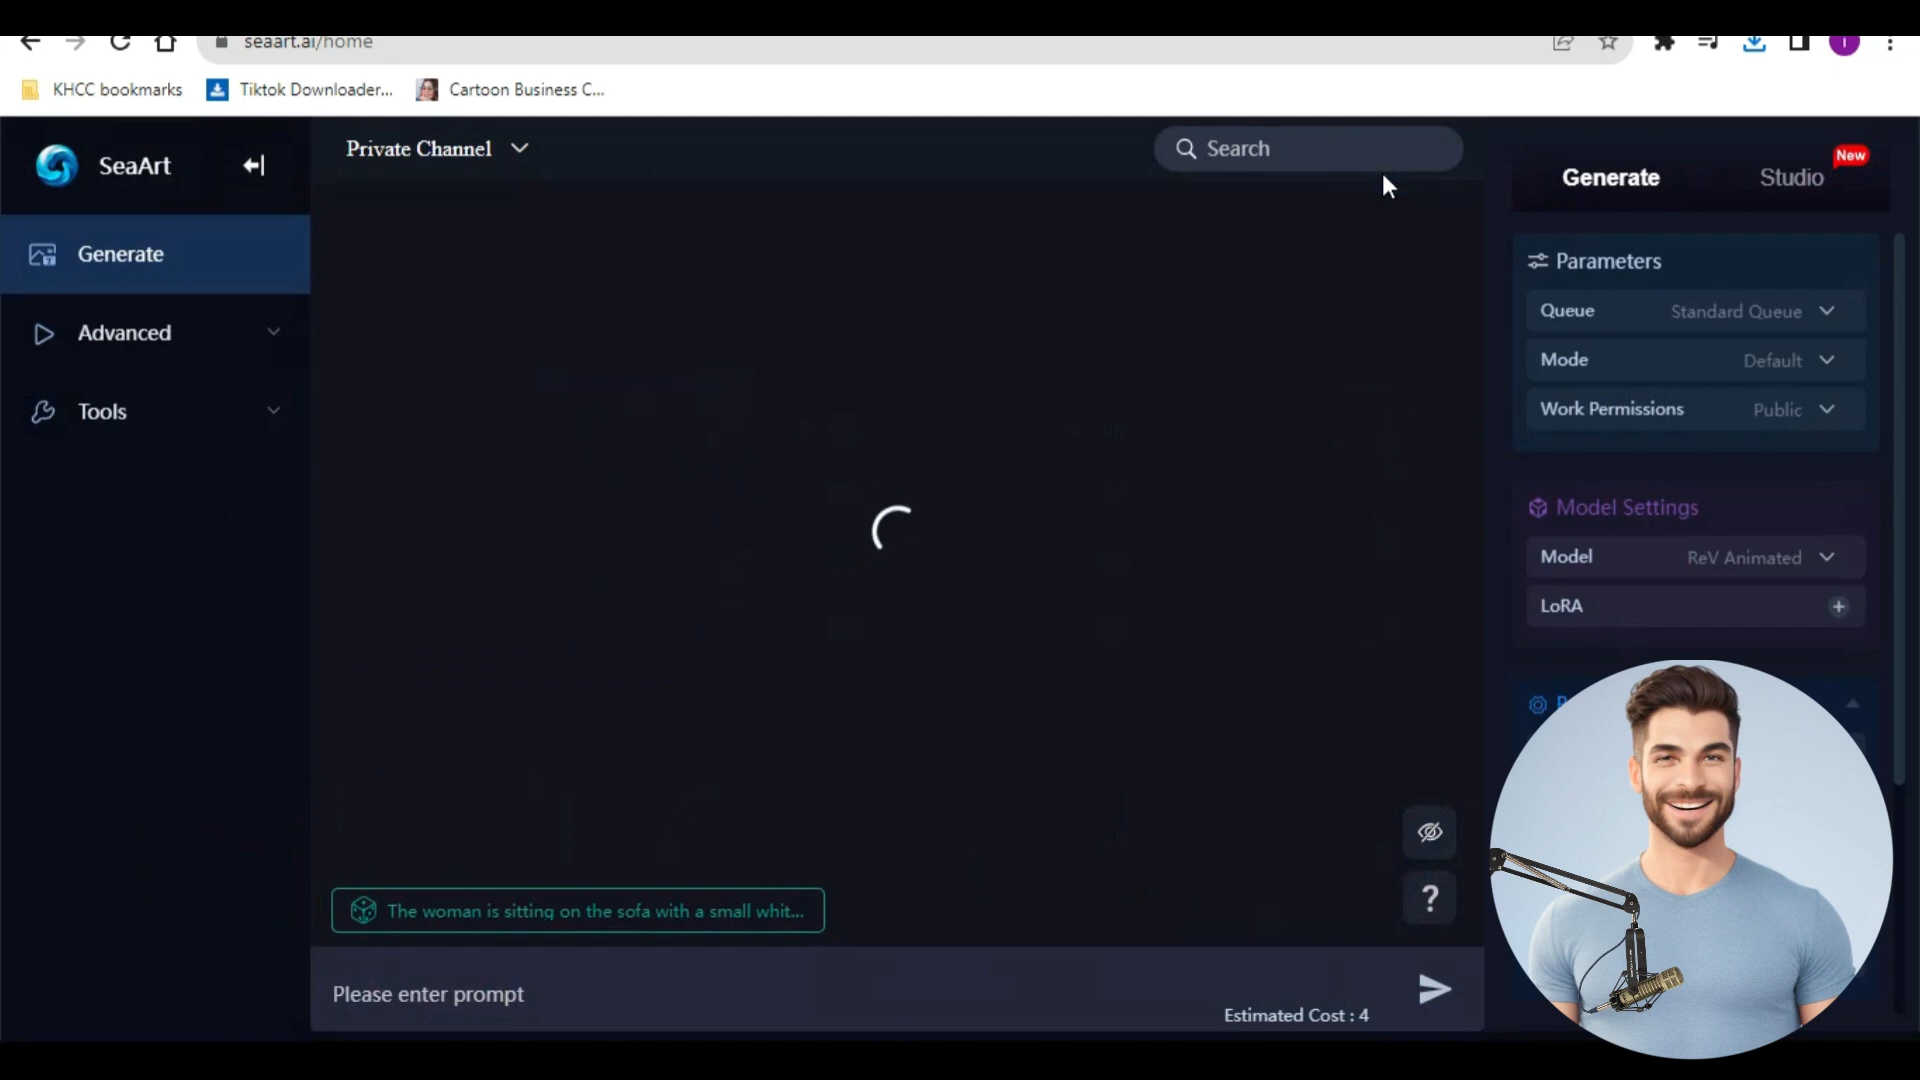 seaart.ai/home
KHCC bookmarks
Tiktok Downloader...
Cartoon Business C...
SeaArt
Private Channel
Search
Generate
Studio
New
Generate
Advanced
Tools
Parameters
Queue Standard Queue
Mode Default
Work Permissions Public
Model Settings
Model ReV Animated
LoRA
The woman is sitting on the sofa with a small whit...
?
Please enter prompt
Estimated Cost : 4